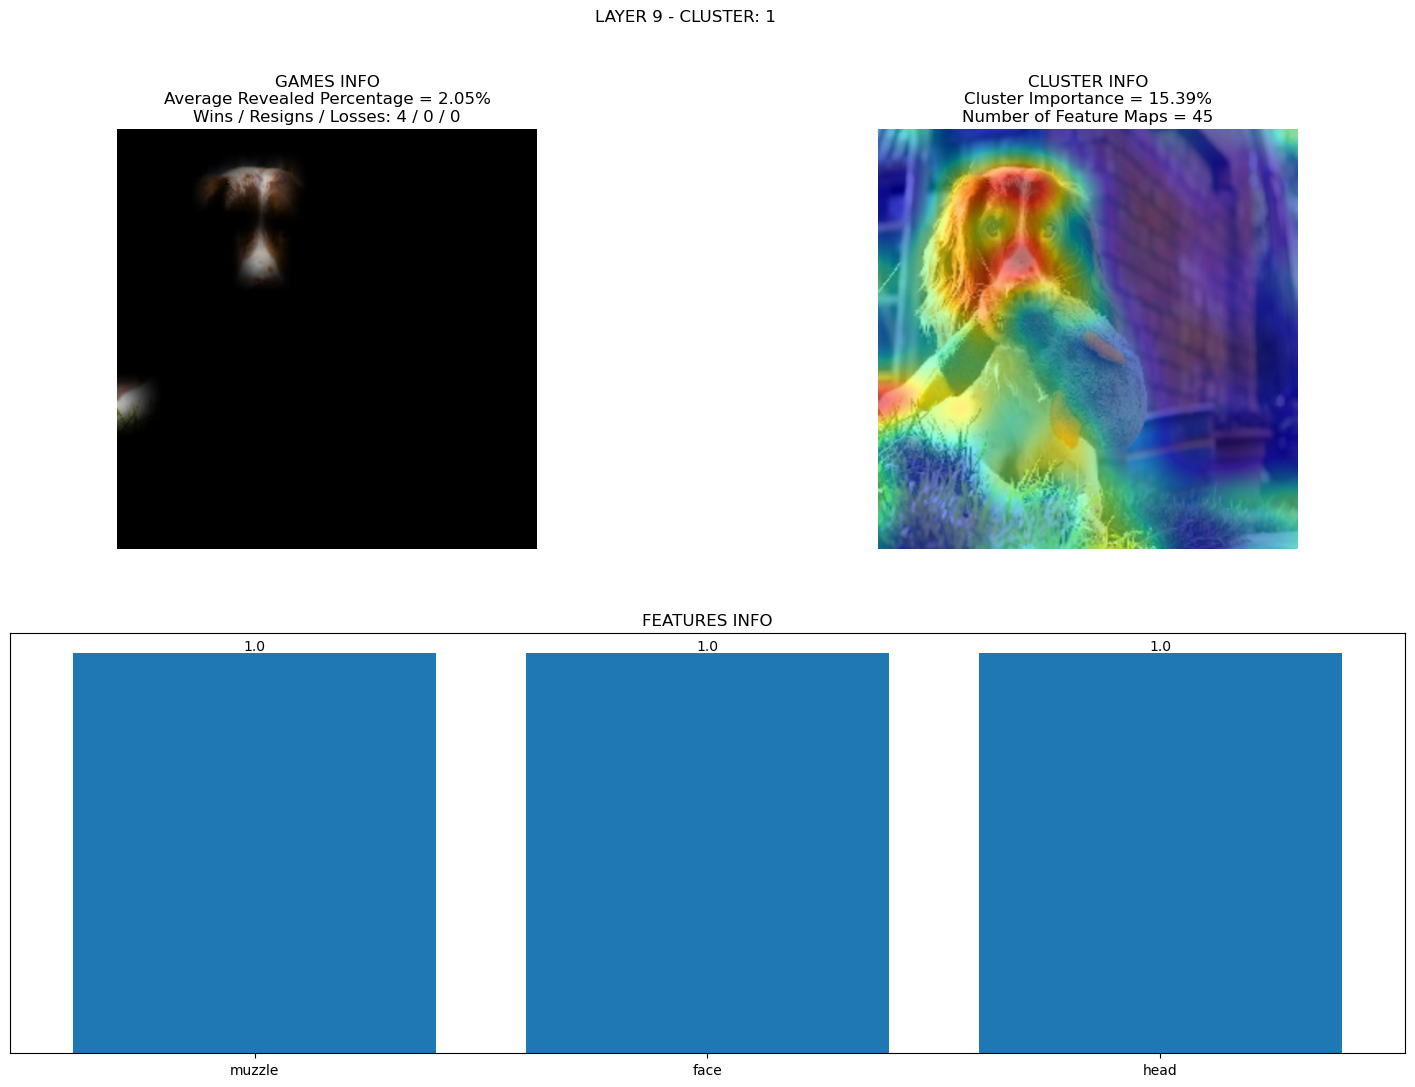 LAYER 9 - CLUSTER: 1
GAMES INFO
Average Revealed Percentage = 2.05%
Wins / Resigns / Losses: 4 / 0 / 0
CLUSTER INFO
Cluster Importance = 15.39%
Number of Feature Maps = 45
FEATURES INFO
1.0
1.0
1.0
muzzle
face
head